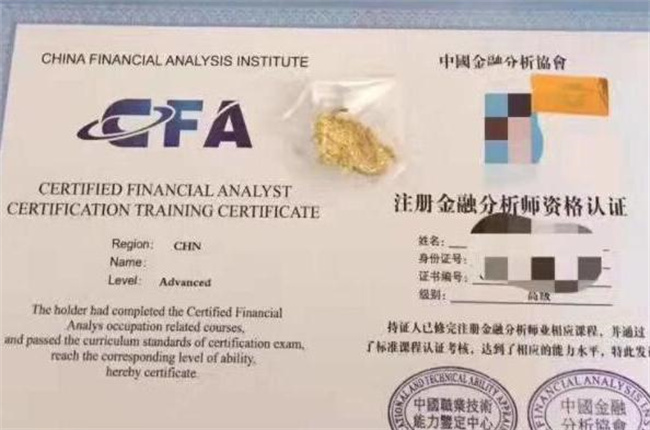 CHINA FINANCIAL ANALYSIS INSTITUTE
CFA
CERTIFIED FINANCIAL ANALYST
CERTIFICATION TRAINING CERTIFICATE
Region: CHN
Name:
Level: Advanced
The holder had completed the Certified Financial
Analys occupation related courses,
and passed the curriculum standards of certification exam,
reach the corresponding level of ability,
hereby certificate.
中國金融分析協會
注册金融分析师资格认证
姓名:
身份证号:
证书编号:
级别: 高级
持证人已修完注册金融分析师业相应课程，并通过
了标准课程认证考核，达到了相应的能力水平，特此发
NATIONAL AND TECHNICAL ABILITY
中國職業技術
能力鑒定中心
FINANCIAL ANALYSIS
中國金融
分析協會